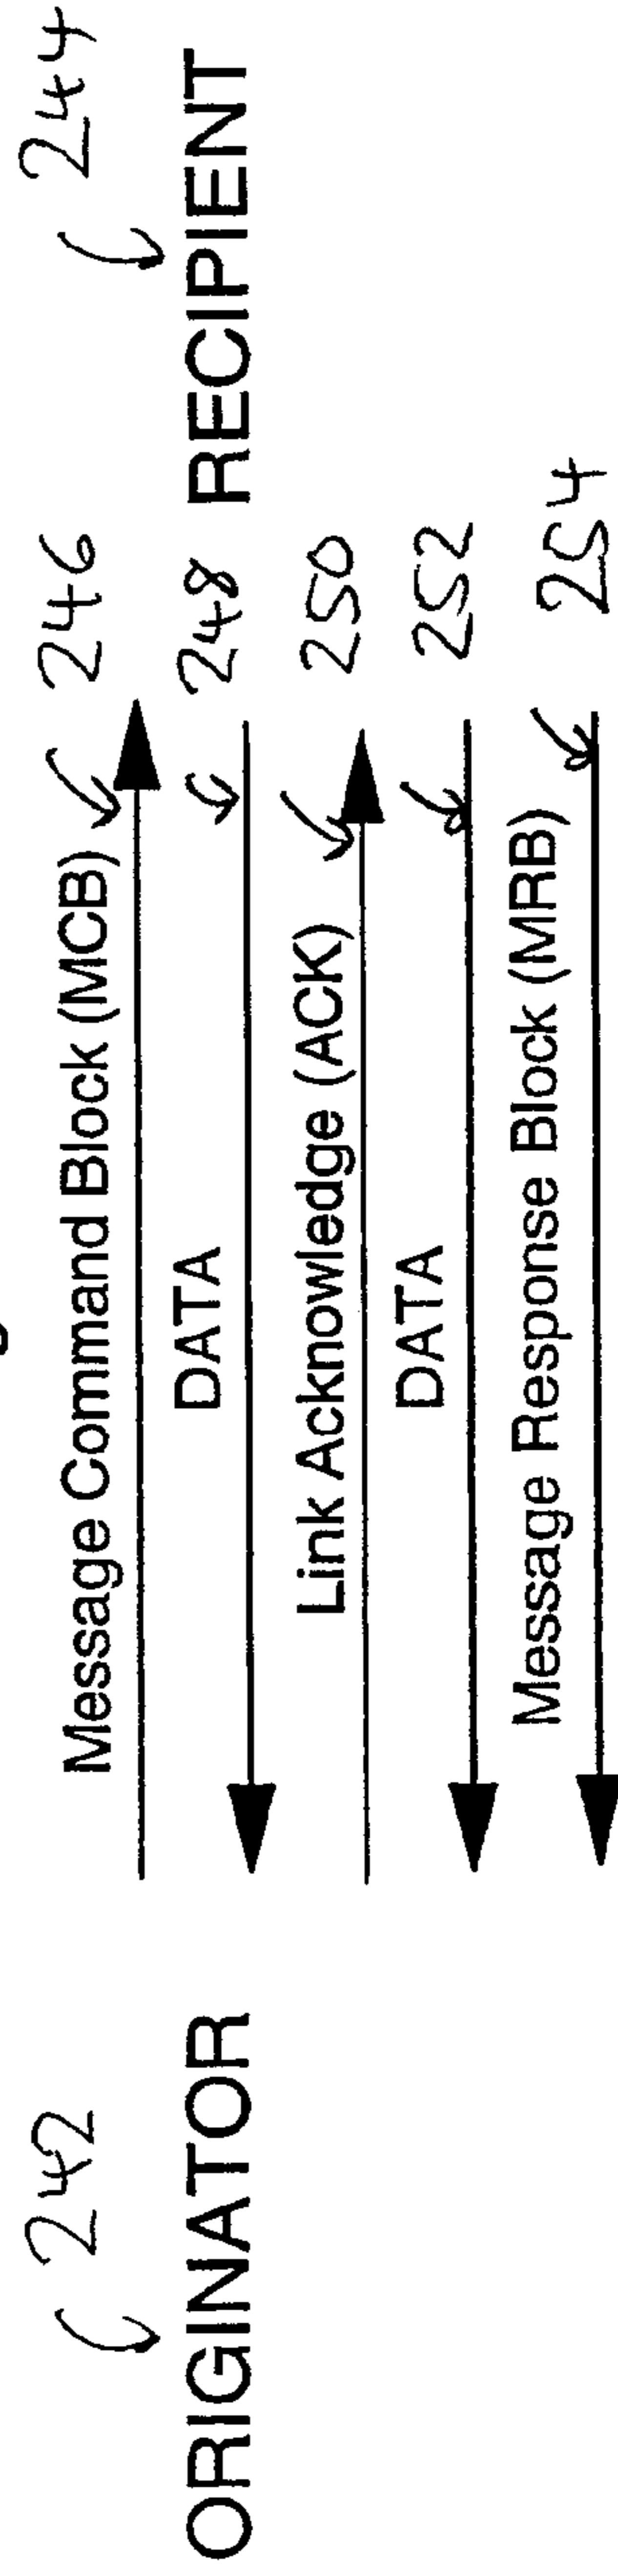 242
244
ORIGINATOR
RECIPIENT
Message Command Block (MCB)
246
DATA
248
Link Acknowledge (ACK)
250
DATA
252
Message Response Block (MRB)
254